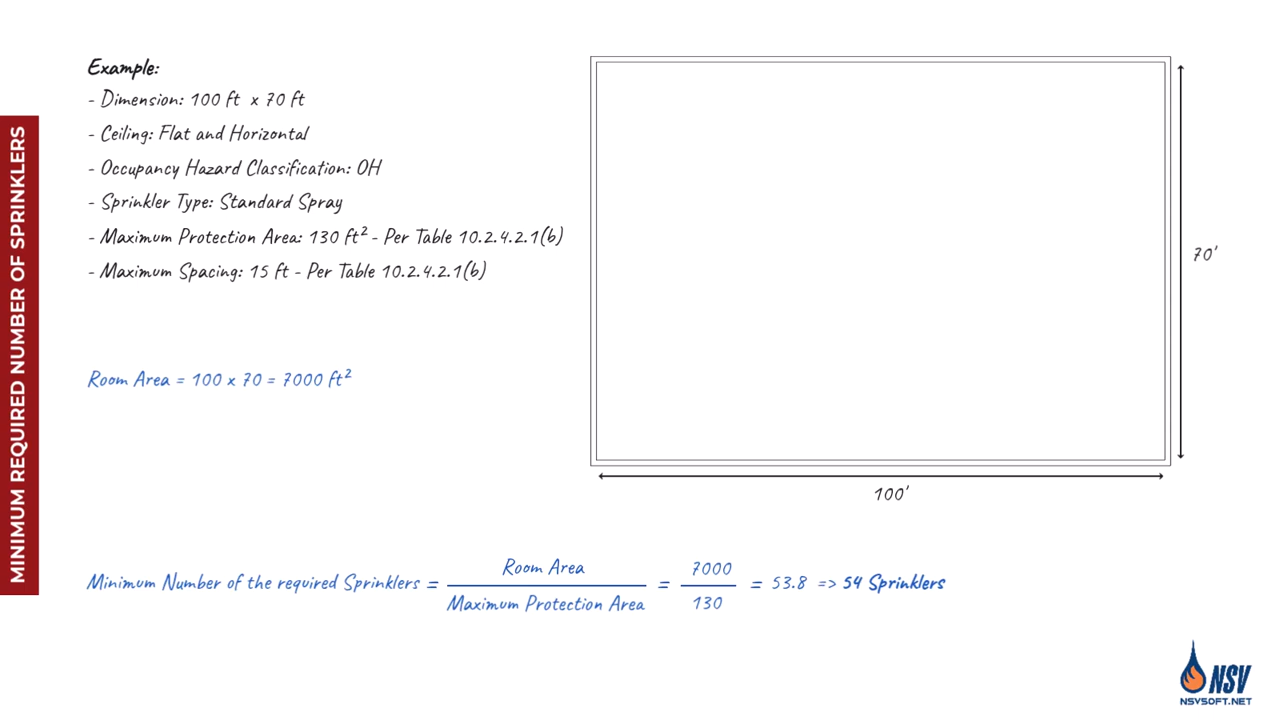 MINIMUM REQUIRED NUMBER OF SPRINKLERS
Example:
- Dimension: 100 ft x 70 ft
- Ceiling: Flat and Horizontal
- Occupancy Hazard Classification: OH
- Sprinkler Type: Standard Spray
- Maximum Protection Area: 130 ft² - Per Table 10.2.4.2.1(b)
- Maximum Spacing: 15 ft - Per Table 10.2.4.2.1(b)
70'
Room Area = 100 x 70 = 7000 ft²
100'
Minimum Number of the required Sprinklers = Room Area / Maximum Protection Area = 7000 / 130 = 53.8 => 54 Sprinklers
NSV
NSVSOFT.NET